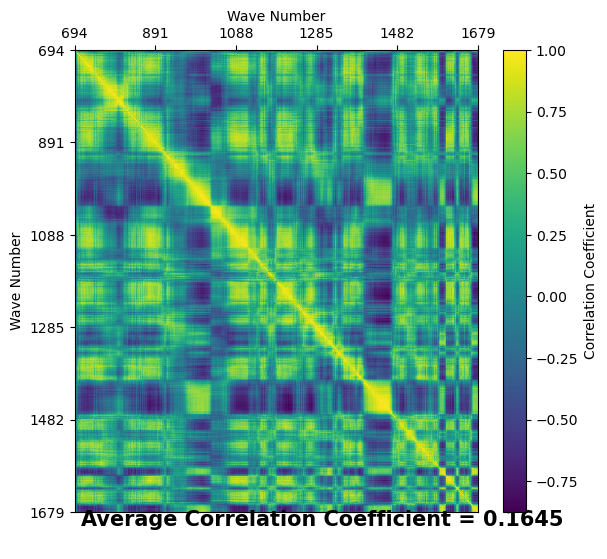 Wave Number
694 891 1088 1285 1482 1679
694
891
1088
1285
1482
1679
Wave Number
1.00
0.75
0.50
0.25
0.00
−0.25
−0.50
−0.75
Correlation Coefficient
Average Correlation Coefficient = 0.1645